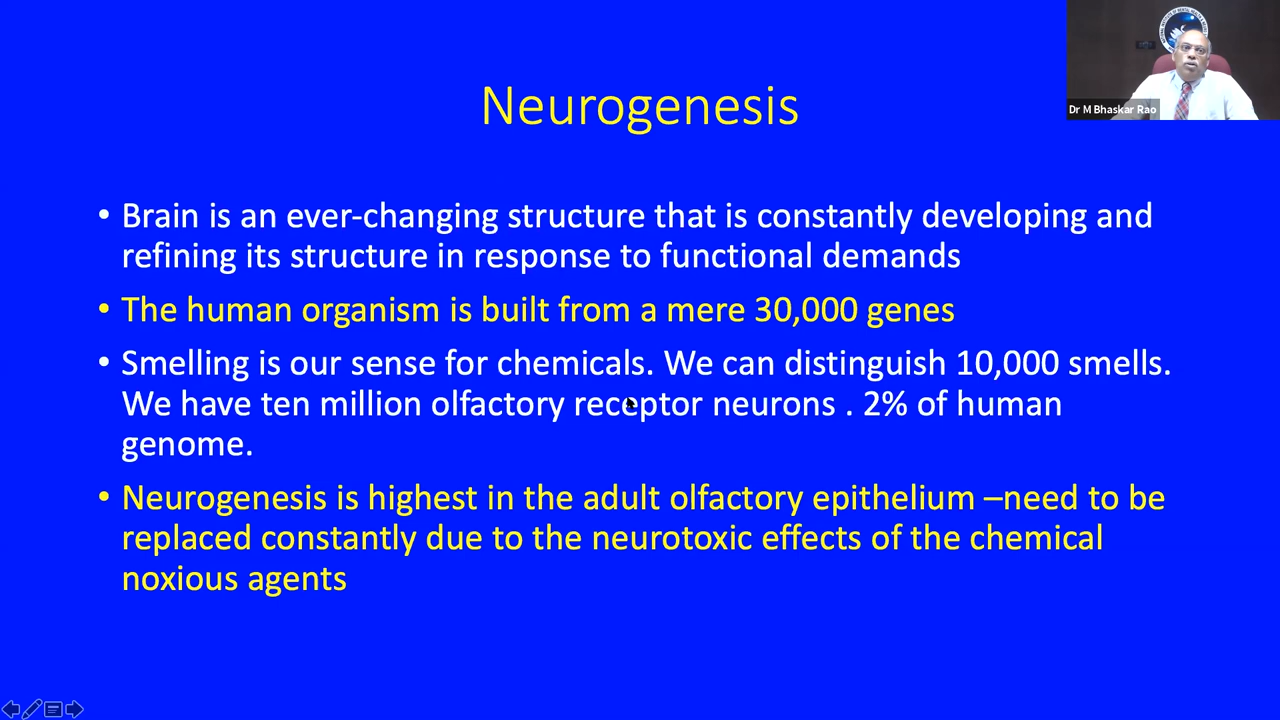 Neurogenesis
Dr M Bhaskar Rao
• Brain is an ever-changing structure that is constantly developing and
refining its structure in response to functional demands
• The human organism is built from a mere 30,000 genes
• Smelling is our sense for chemicals. We can distinguish 10,000 smells.
We have ten million olfactory receptor neurons . 2% of human
genome.
• Neurogenesis is highest in the adult olfactory epithelium –need to be
replaced constantly due to the neurotoxic effects of the chemical
noxious agents